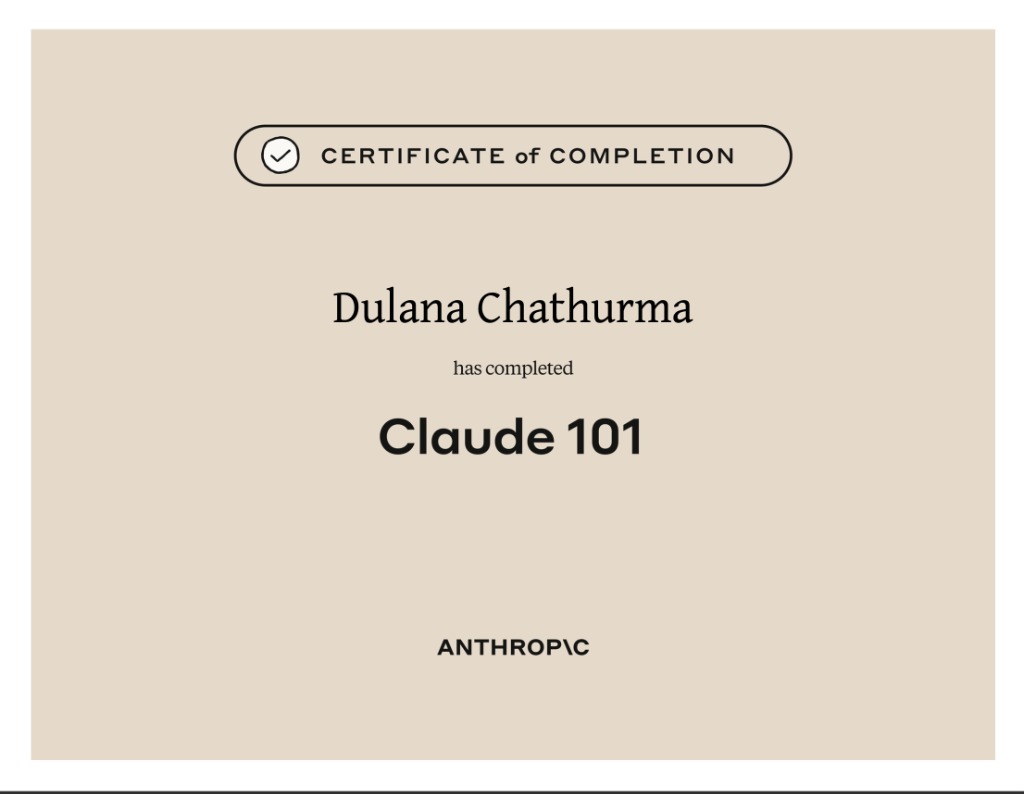 CERTIFICATE of COMPLETION
Dulana Chathurma
has completed
Claude 101
ANTHROP\C